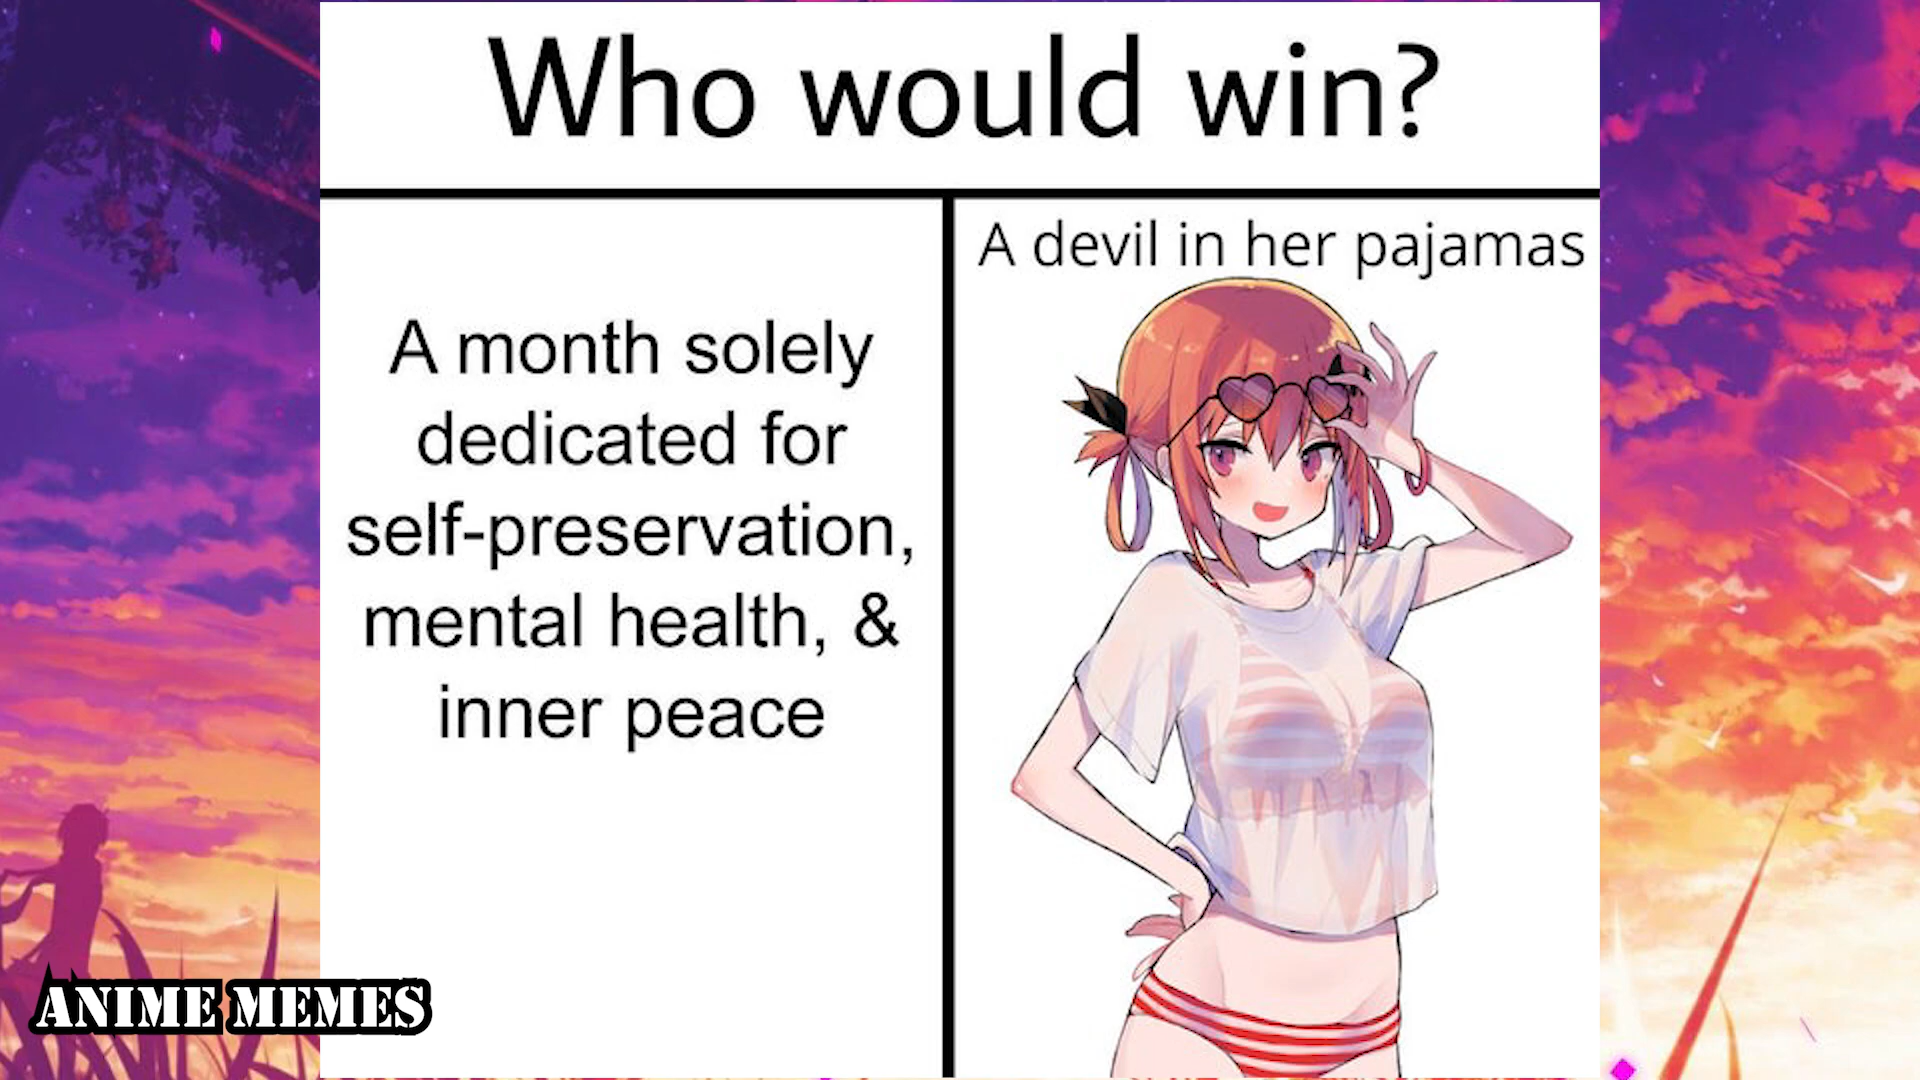 Who would win?
A month solely
dedicated for
self-preservation,
mental health, &
inner peace
A devil in her pajamas
ANIME MEMES